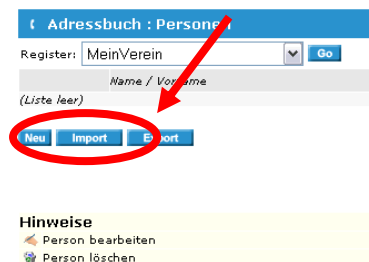 Adressbuch : Personen
Register: MeinVerein Go
Name / Vorname
(Liste leer)
Neu Import Export
Hinweise
Person bearbeiten
Person löschen